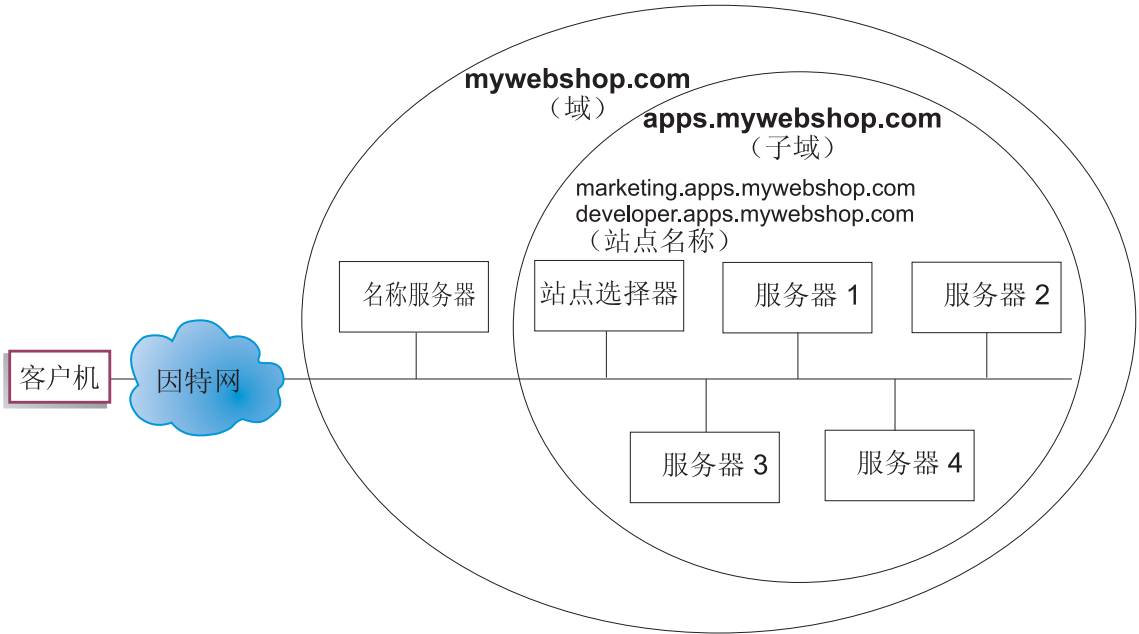 mywebshop.com
（域）
apps.mywebshop.com
（子域）
marketing.apps.mywebshop.com
developer.apps.mywebshop.com
（站点名称）
名称服务器
站点选择器
服务器 1
服务器 2
客户机
因特网
服务器 3
服务器 4